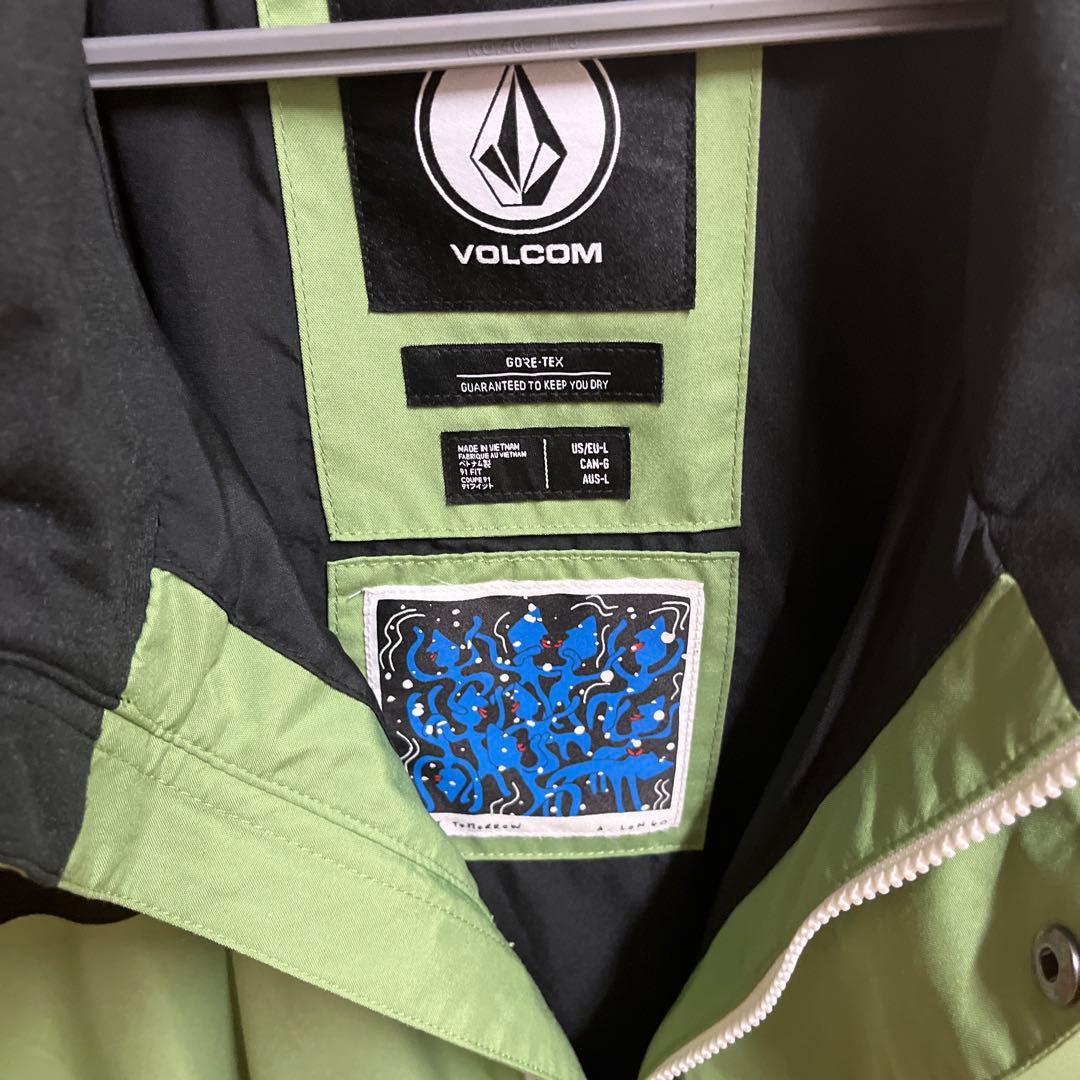 VOLCOM
GORE-TEX
GUARANTEED TO KEEP YOU DRY
MADE IN VIETNAM
FABRIQUE AU VIETNAM
ベトナム製
91 FIT
COUPE 91
91フィット
US/EU-L
CAN-G
AUS-L
TOMORROW
A LONGO